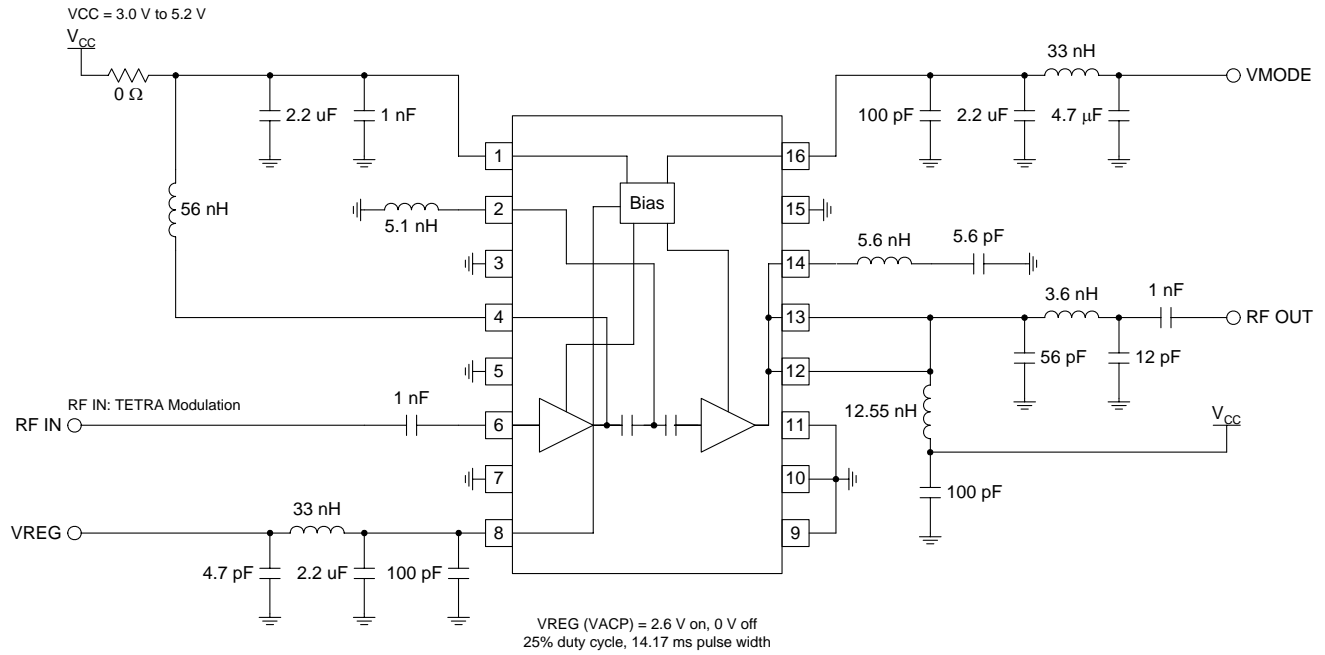 VCC = 3.0 V to 5.2 V
VCC
0 Ω
2.2 uF
1 nF
33 nH
VMODE
100 pF
2.2 uF
4.7 µF
1
16
56 nH
Bias
5.1 nH
2
15
5.6 nH
5.6 pF
3
14
3.6 nH
1 nF
4
13
RF OUT
56 pF
12 pF
5
12
12.55 nH
VCC
RF IN: TETRA Modulation
1 nF
RF IN
6
11
7
10
100 pF
33 nH
VREG
8
9
4.7 pF
2.2 uF
100 pF
VREG (VACP) = 2.6 V on, 0 V off
25% duty cycle, 14.17 ms pulse width